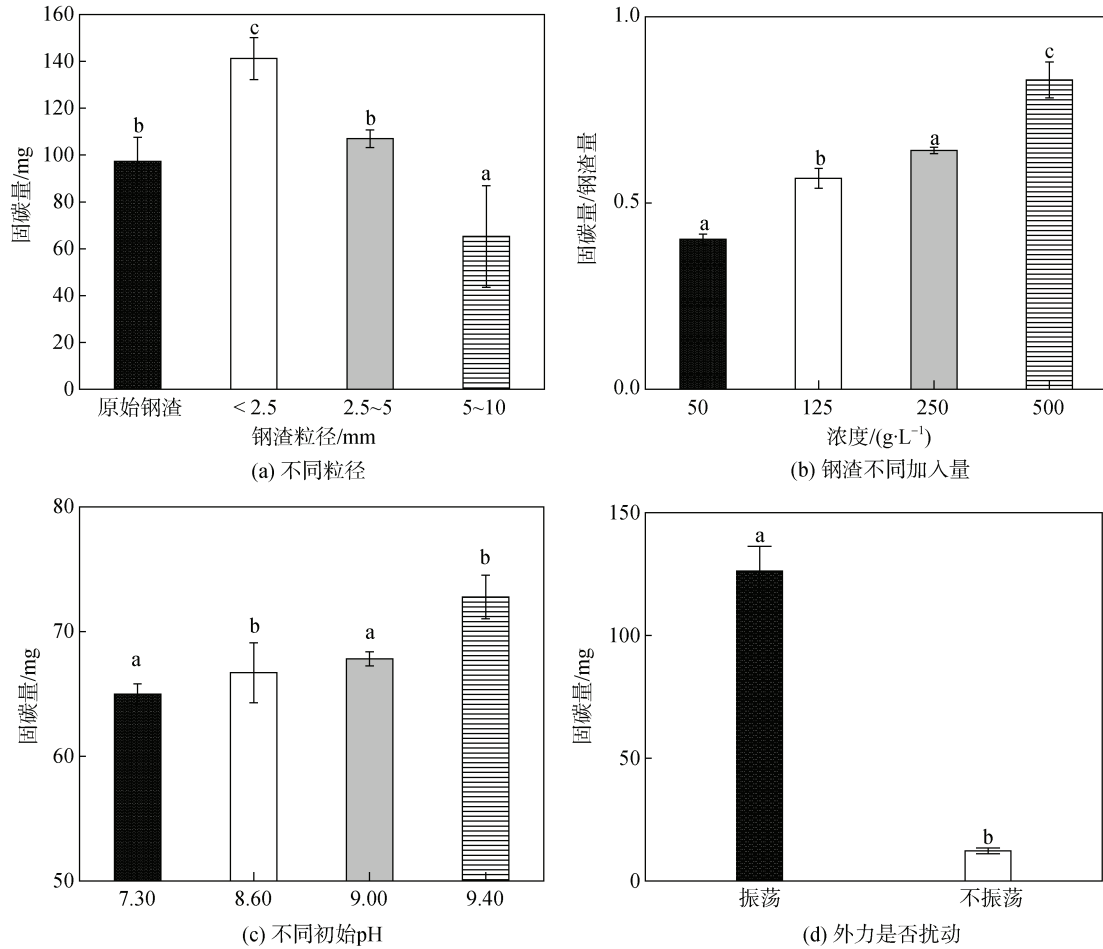 160
140
120
100
80
60
40
20
0
固碳量/mg
b
c
b
a
原始钢渣 < 2.5 2.5~5 5~10
钢渣粒径/mm
(a) 不同粒径
1.0
0.5
0.0
固碳量/钢渣量
a
b
a
c
50 125 250 500
浓度/(g·L⁻¹)
(b) 钢渣不同加入量
80
70
60
50
固碳量/mg
a
b
a
b
7.30 8.60 9.00 9.40
(c) 不同初始pH
150
100
50
0
固碳量/mg
a
b
振荡 不振荡
(d) 外力是否扰动